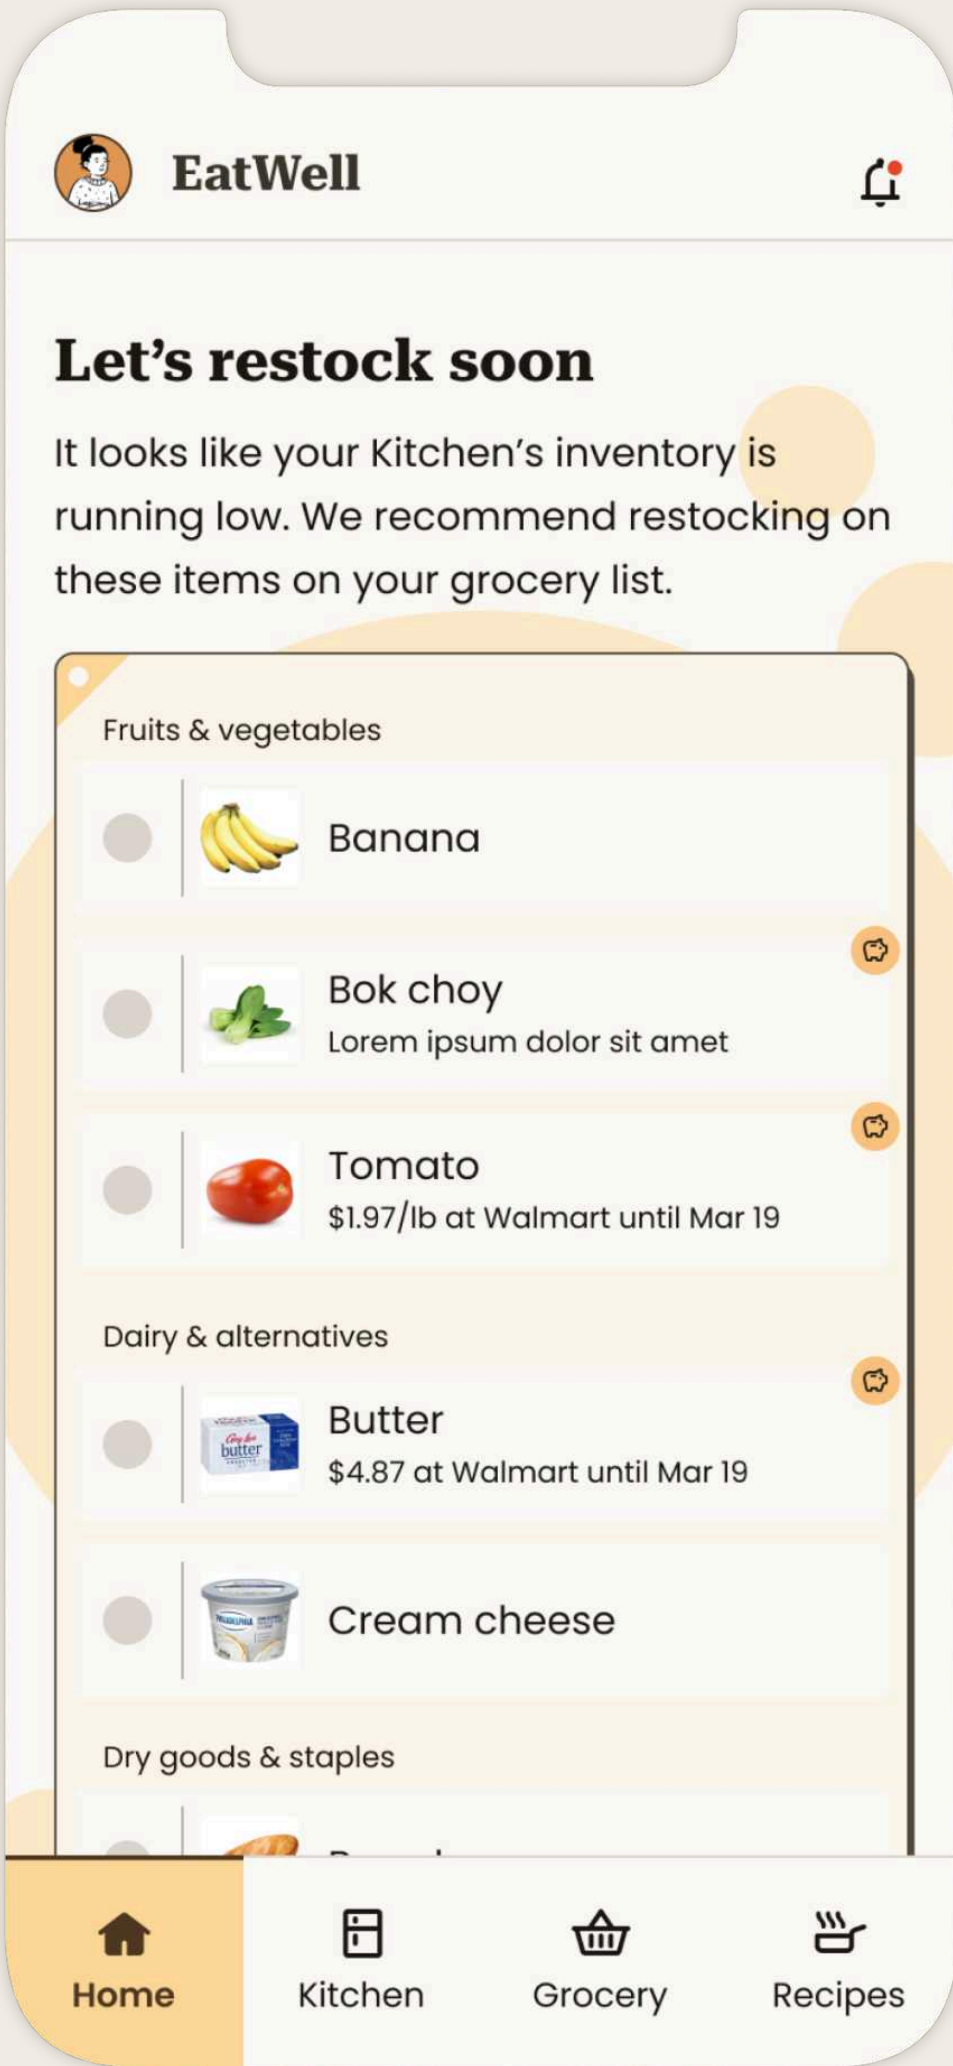 EatWell
Let’s restock soon
It looks like your Kitchen’s inventory is
running low. We recommend restocking on
these items on your grocery list.
Fruits & vegetables
Banana
Bok choy
Lorem ipsum dolor sit amet
Tomato
$1.97/lb at Walmart until Mar 19
Dairy & alternatives
butter
Butter
$4.87 at Walmart until Mar 19
PHILADELPHIA
Cream cheese
Dry goods & staples
Home
Kitchen
Grocery
Recipes